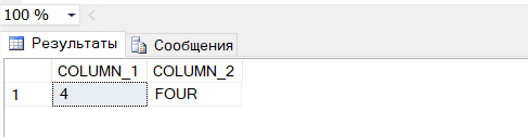 100 %
Результаты Сообщения
COLUMN_1 COLUMN_2
1 4 FOUR